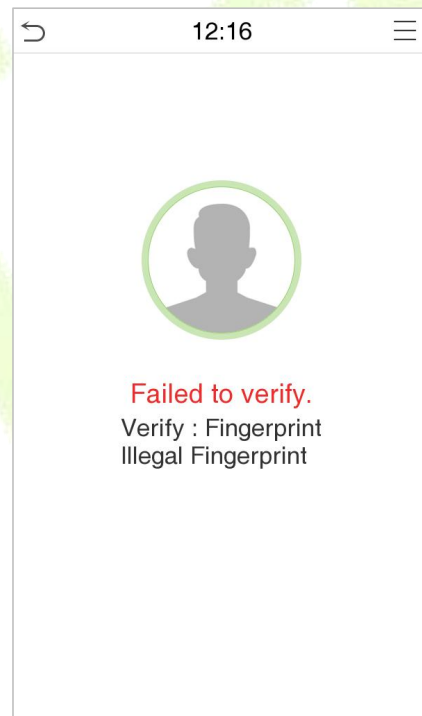 12:16
Failed to verify.
Verify : Fingerprint
Illegal Fingerprint